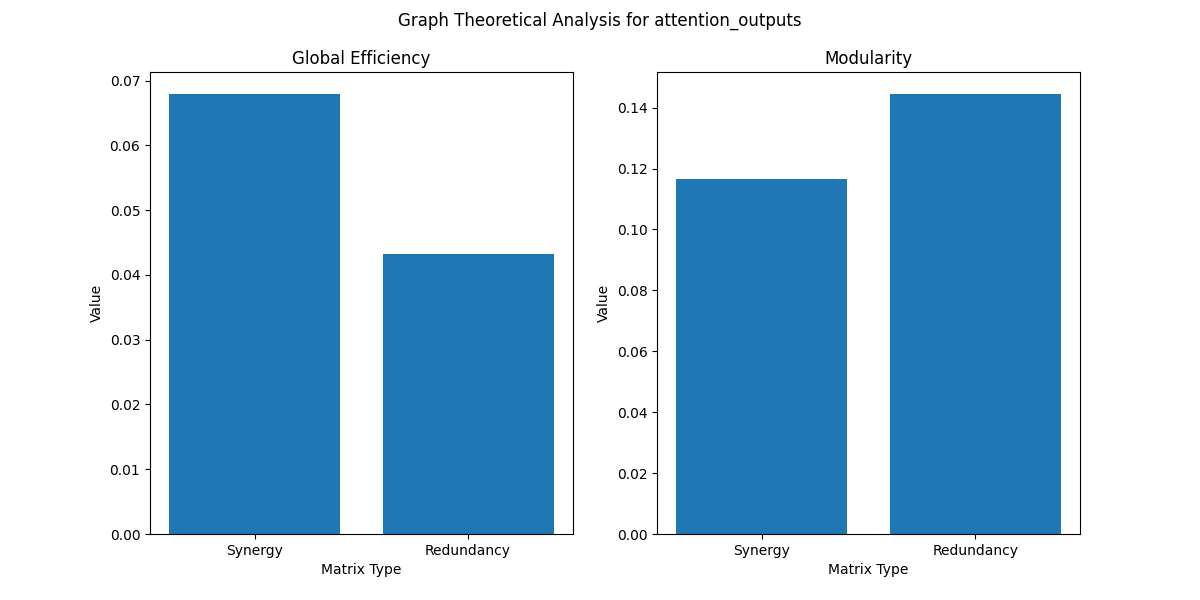 Graph Theoretical Analysis for attention_outputs
Global Efficiency
0.07
0.06
0.05
0.04
0.03
0.02
0.01
0.00
Value
Synergy Redundancy
Matrix Type
Modularity
0.14
0.12
0.10
0.08
0.06
0.04
0.02
0.00
Value
Synergy Redundancy
Matrix Type